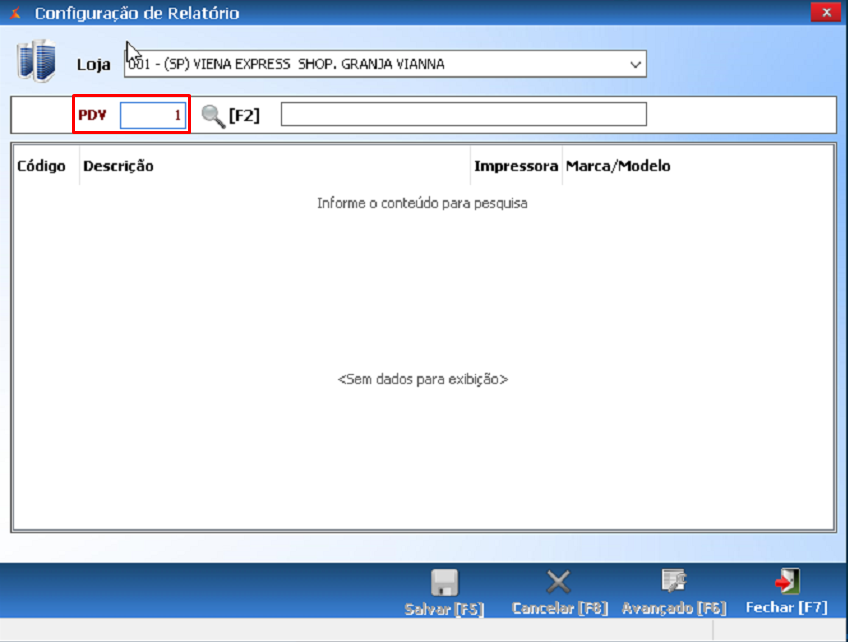 Configuração de Relatório
Loja 001 - (SP) VIENA EXPRESS SHOP. GRANJA VIANNA
PDV 1 [F2]
Código Descrição Impressora Marca/Modelo
Informe o conteúdo para pesquisa
<Sem dados para exibição>
Salvar [F5] Cancelar [F8] Avançado [F6] Fechar [F7]